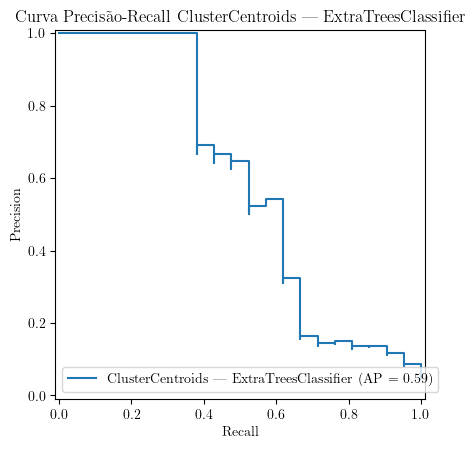 Curva Precisão-Recall ClusterCentroids — ExtraTreesClassifier
1.0
0.8
0.6
0.4
0.2
0.0
Precision
ClusterCentroids — ExtraTreesClassifier (AP = 0.59)
0.0 0.2 0.4 0.6 0.8 1.0
Recall